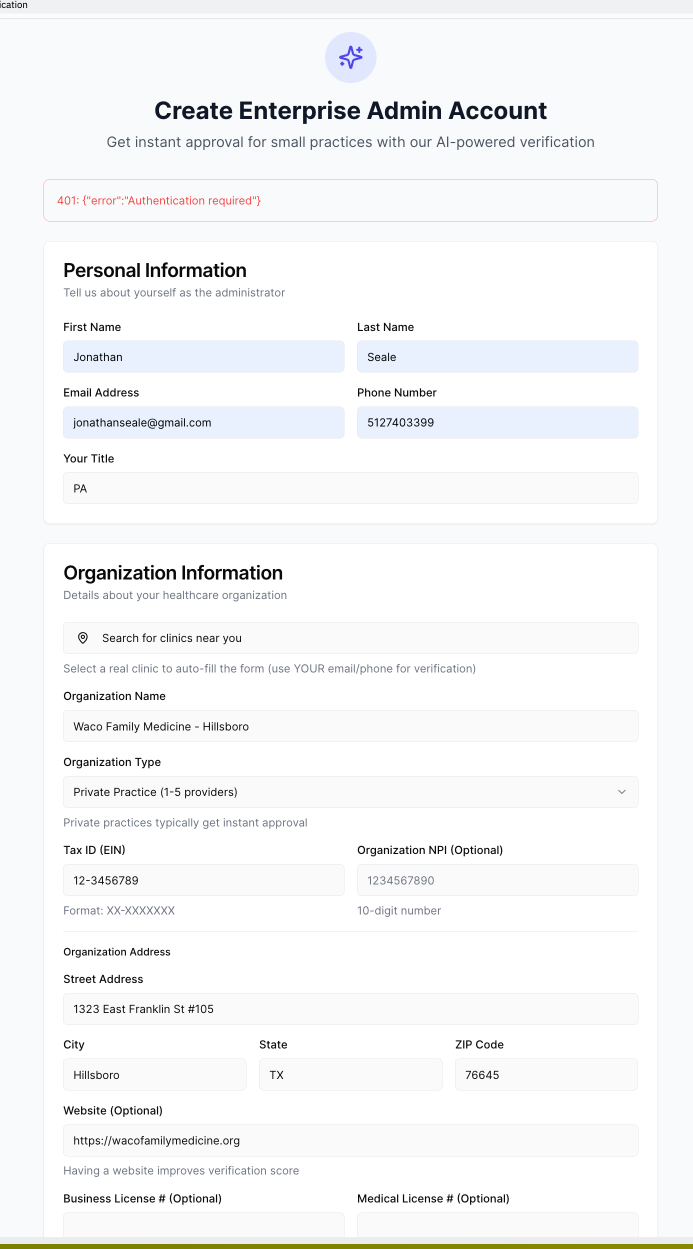 ication
Create Enterprise Admin Account
Get instant approval for small practices with our AI-powered verification
401: {"error":"Authentication required"}
Personal Information
Tell us about yourself as the administrator
First Name
Last Name
Jonathan
Seale
Email Address
Phone Number
jonathanseale@gmail.com
5127403399
Your Title
PA
Organization Information
Details about your healthcare organization
Search for clinics near you
Select a real clinic to auto-fill the form (use YOUR email/phone for verification)
Organization Name
Waco Family Medicine - Hillsboro
Organization Type
Private Practice (1-5 providers)
Private practices typically get instant approval
Tax ID (EIN)
Organization NPI (Optional)
12-3456789
1234567890
Format: XX-XXXXXXX
10-digit number
Organization Address
Street Address
1323 East Franklin St #105
City
State
ZIP Code
Hillsboro
TX
76645
Website (Optional)
https://wacofamilymedicine.org
Having a website improves verification score
Business License # (Optional)
Medical License # (Optional)